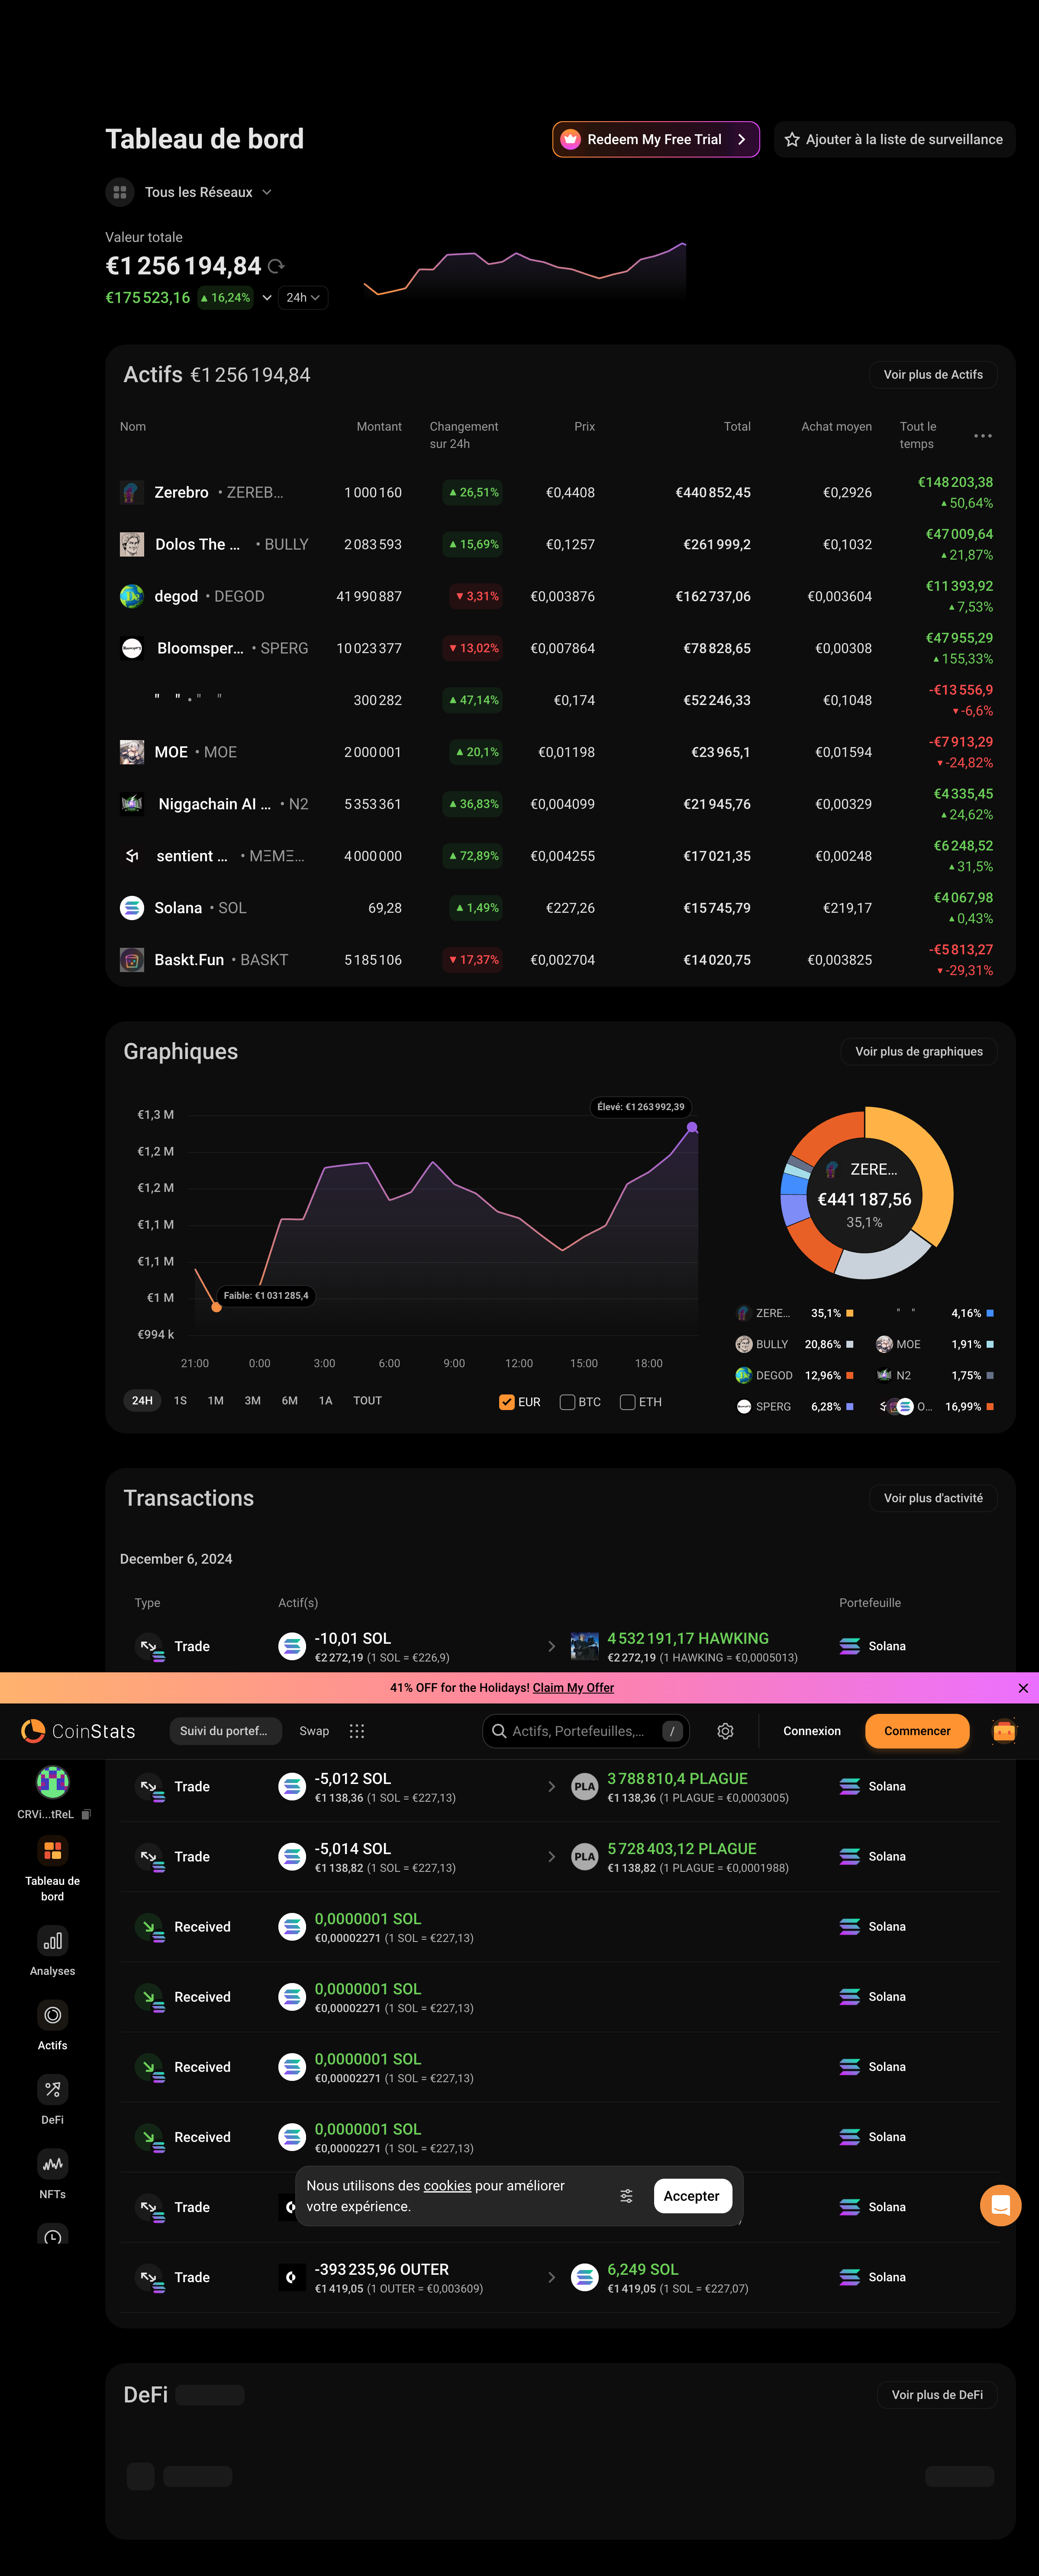 Tableau de bord
Redeem My Free Trial
Ajouter à la liste de surveillance
Tous les Réseaux
Valeur totale
€1 256 194,84
€175 523,16 ▲ 16,24% 24h
Actifs €1 256 194,84
Voir plus de Actifs
Nom Montant Changement sur 24h Prix Total Achat moyen Tout le temps
Zerebro • ZEREB... 1 000 160 ▲ 26,51% €0,4408 €440 852,45 €0,2926 €148 203,38
▲ 50,64%
Dolos The ... • BULLY 2 083 593 ▲ 15,69% €0,1257 €261 999,2 €0,1032 €47 009,64
▲ 21,87%
degod • DEGOD 41 990 887 ▼ 3,31% €0,003876 €162 737,06 €0,003604 €11 393,92
▲ 7,53%
Bloomsper... • SPERG 10 023 377 ▼ 13,02% €0,007864 €78 828,65 €0,00308 €47 955,29
▲ 155,33%
" " • " " 300 282 ▲ 47,14% €0,174 €52 246,33 €0,1048 -€13 556,9
▼ -6,6%
MOE • MOE 2 000 001 ▲ 20,1% €0,01198 €23 965,1 €0,01594 -€7 913,29
▼ -24,82%
Niggachain AI ... • N2 5 353 361 ▲ 36,83% €0,004099 €21 945,76 €0,00329 €4 335,45
▲ 24,62%
sentient ... • MΞMΞ... 4 000 000 ▲ 72,89% €0,004255 €17 021,35 €0,00248 €6 248,52
▲ 31,5%
Solana • SOL 69,28 ▲ 1,49% €227,26 €15 745,79 €219,17 €4 067,98
▲ 0,43%
Baskt.Fun • BASKT 5 185 106 ▼ 17,37% €0,002704 €14 020,75 €0,003825 -€5 813,27
▼ -29,31%
Graphiques
Voir plus de graphiques
€1,3 M
€1,2 M
€1,2 M
€1,1 M
€1,1 M
€1 M
€994 k
Élevé: €1 263 992,39
Faible: €1 031 285,4
21:00 0:00 3:00 6:00 9:00 12:00 15:00 18:00
24H 1S 1M 3M 6M 1A TOUT
EUR BTC ETH
ZERE...
€441 187,56
35,1%
ZERE... 35,1% " " 4,16%
BULLY 20,86% MOE 1,91%
DEGOD 12,96% N2 1,75%
SPERG 6,28% O... 16,99%
Transactions
Voir plus d'activité
December 6, 2024
Type Actif(s) Portefeuille
Trade -10,01 SOL 4 532 191,17 HAWKING Solana
€2 272,19 (1 SOL = €226,9) €2 272,19 (1 HAWKING = €0,0005013)
41% OFF for the Holidays! Claim My Offer
CoinStats
Suivi du portef...
Swap
Actifs, Portefeuilles,... /
Connexion
Commencer
CRVi...tReL
Tableau de
bord
Analyses
Actifs
DeFi
NFTs
Trade -5,012 SOL PLA 3 788 810,4 PLAGUE Solana
€1 138,36 (1 SOL = €227,13) €1 138,36 (1 PLAGUE = €0,0003005)
Trade -5,014 SOL PLA 5 728 403,12 PLAGUE Solana
€1 138,82 (1 SOL = €227,13) €1 138,82 (1 PLAGUE = €0,0001988)
Received 0,0000001 SOL Solana
€0,00002271 (1 SOL = €227,13)
Received 0,0000001 SOL Solana
€0,00002271 (1 SOL = €227,13)
Received 0,0000001 SOL Solana
€0,00002271 (1 SOL = €227,13)
Received 0,0000001 SOL Solana
€0,00002271 (1 SOL = €227,13)
Trade Solana
Nous utilisons des cookies pour améliorer
votre expérience.
Accepter
Trade -393 235,96 OUTER 6,249 SOL Solana
€1 419,05 (1 OUTER = €0,003609) €1 419,05 (1 SOL = €227,07)
DeFi
Voir plus de DeFi